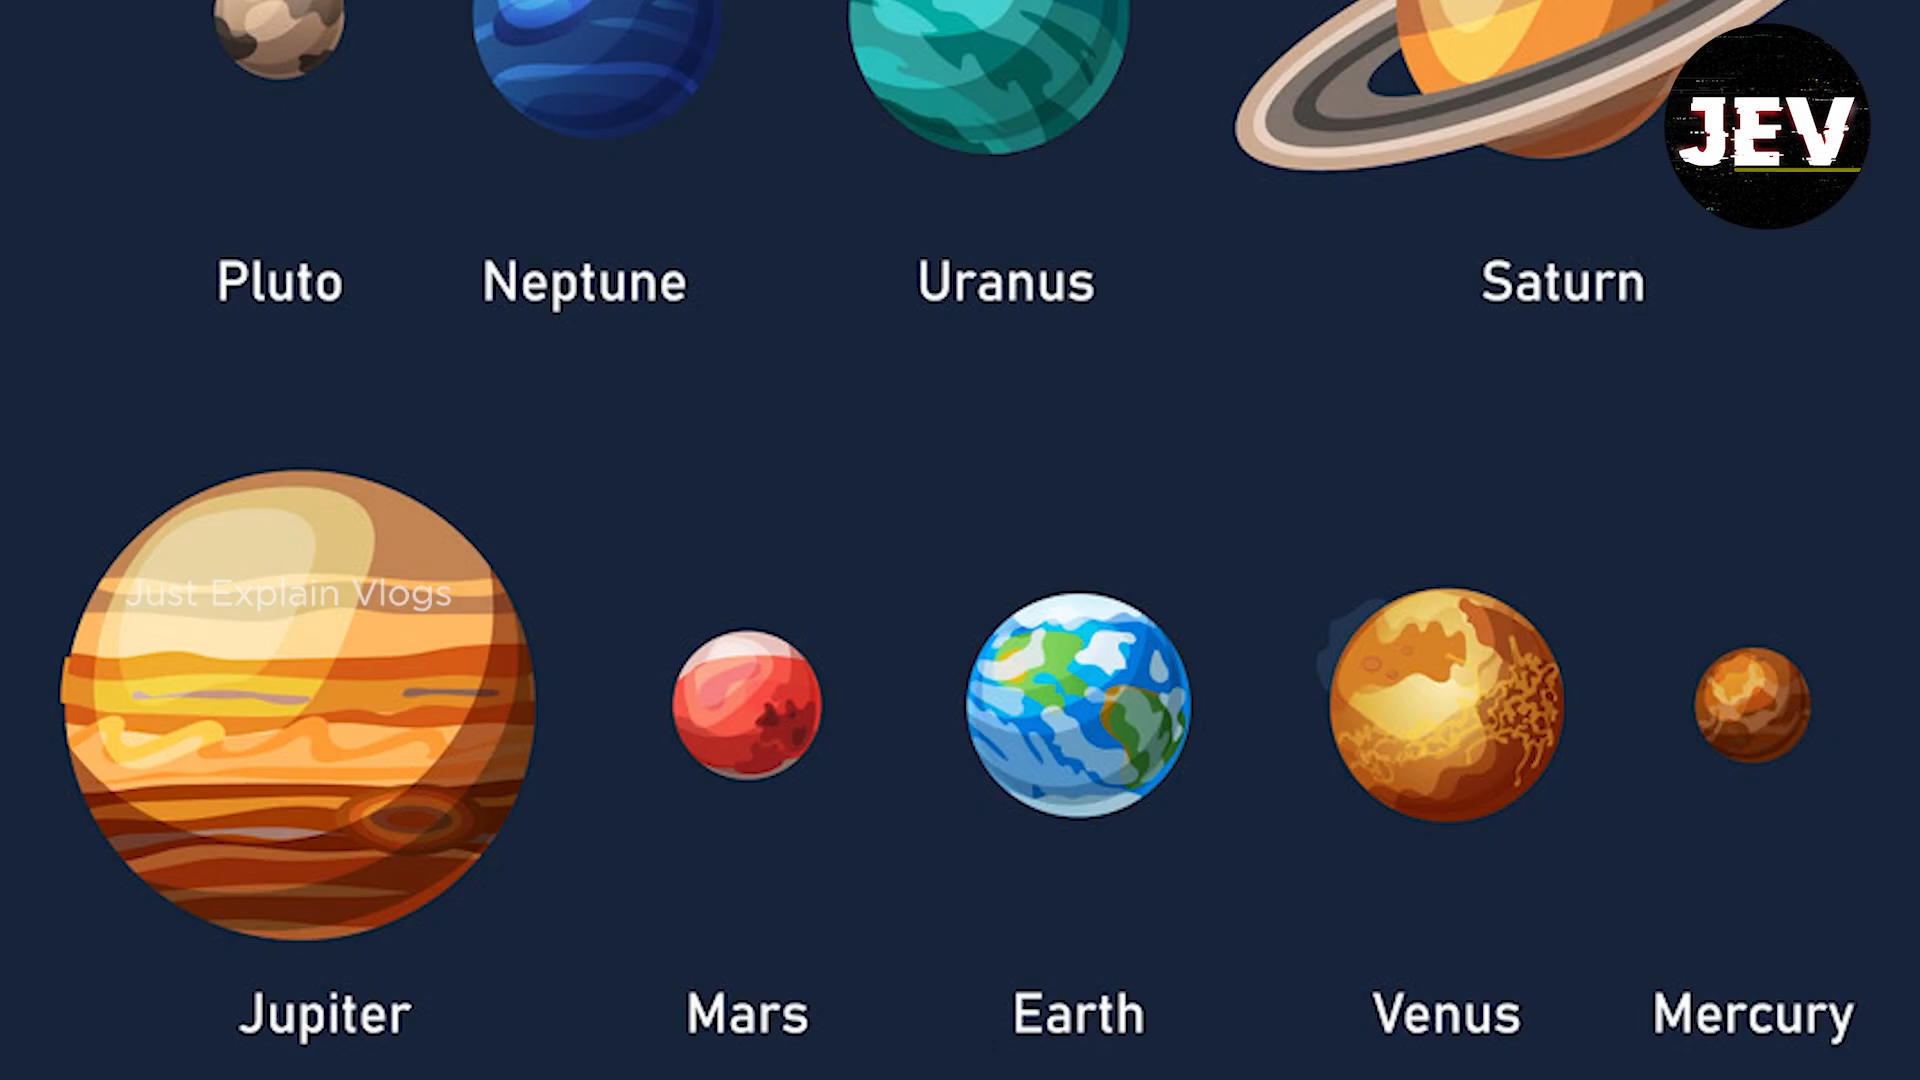 JEV
Pluto
Neptune
Uranus
Saturn
Just Explain Vlogs
Jupiter
Mars
Earth
Venus
Mercury